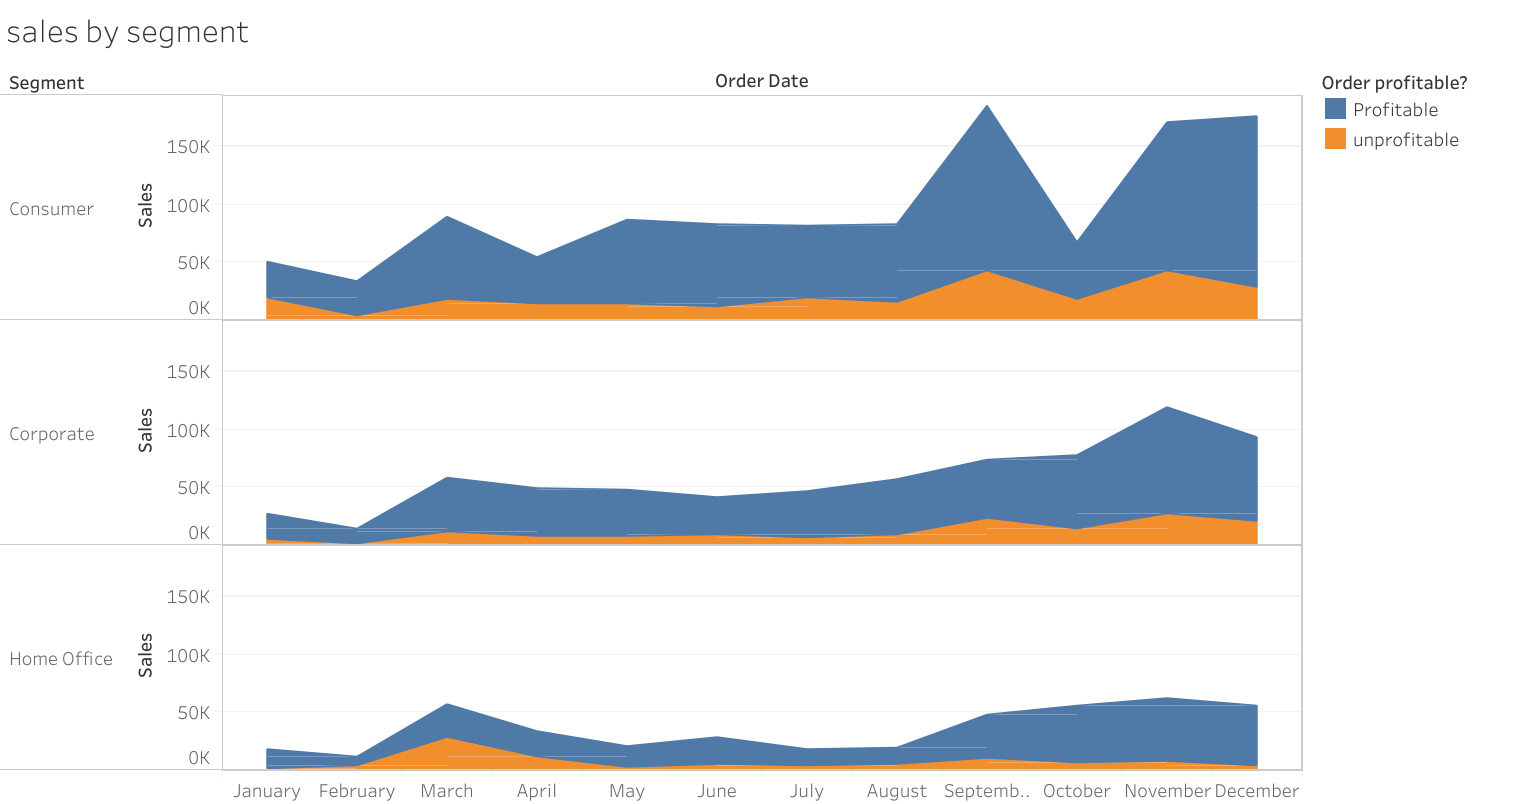 sales by segment
Segment
Order Date
Order profitable?
Profitable
unprofitable
Consumer
Sales
150K
100K
50K
0K
Corporate
Sales
150K
100K
50K
0K
Home Office
Sales
150K
100K
50K
0K
January February March April May June July August Septemb.. October November December